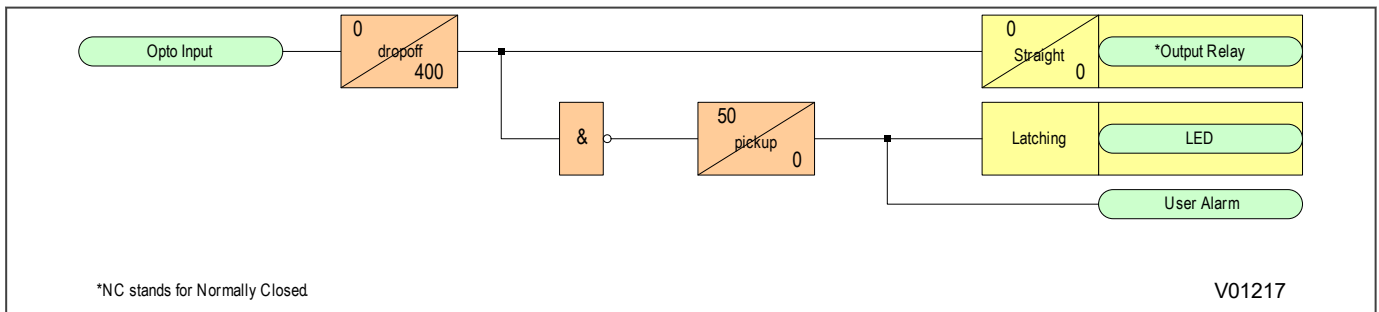 0
dropoff
400
Opto Input
0
Straight
0
*Output Relay
&
50
pickup
0
Latching
LED
User Alarm
*NC stands for Normally Closed.
V01217